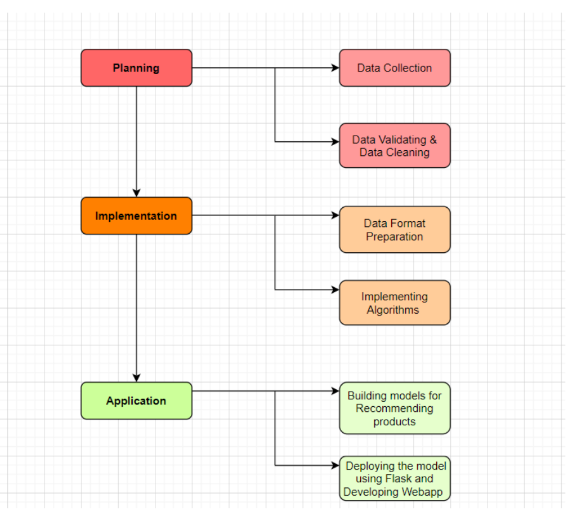 Planning
Data Collection
Data Validating &
Data Cleaning
Implementation
Data Format
Preparation
Implementing
Algorithms
Application
Building models for
Recommending
products
Deploying the model
using Flask and
Developing Webapp